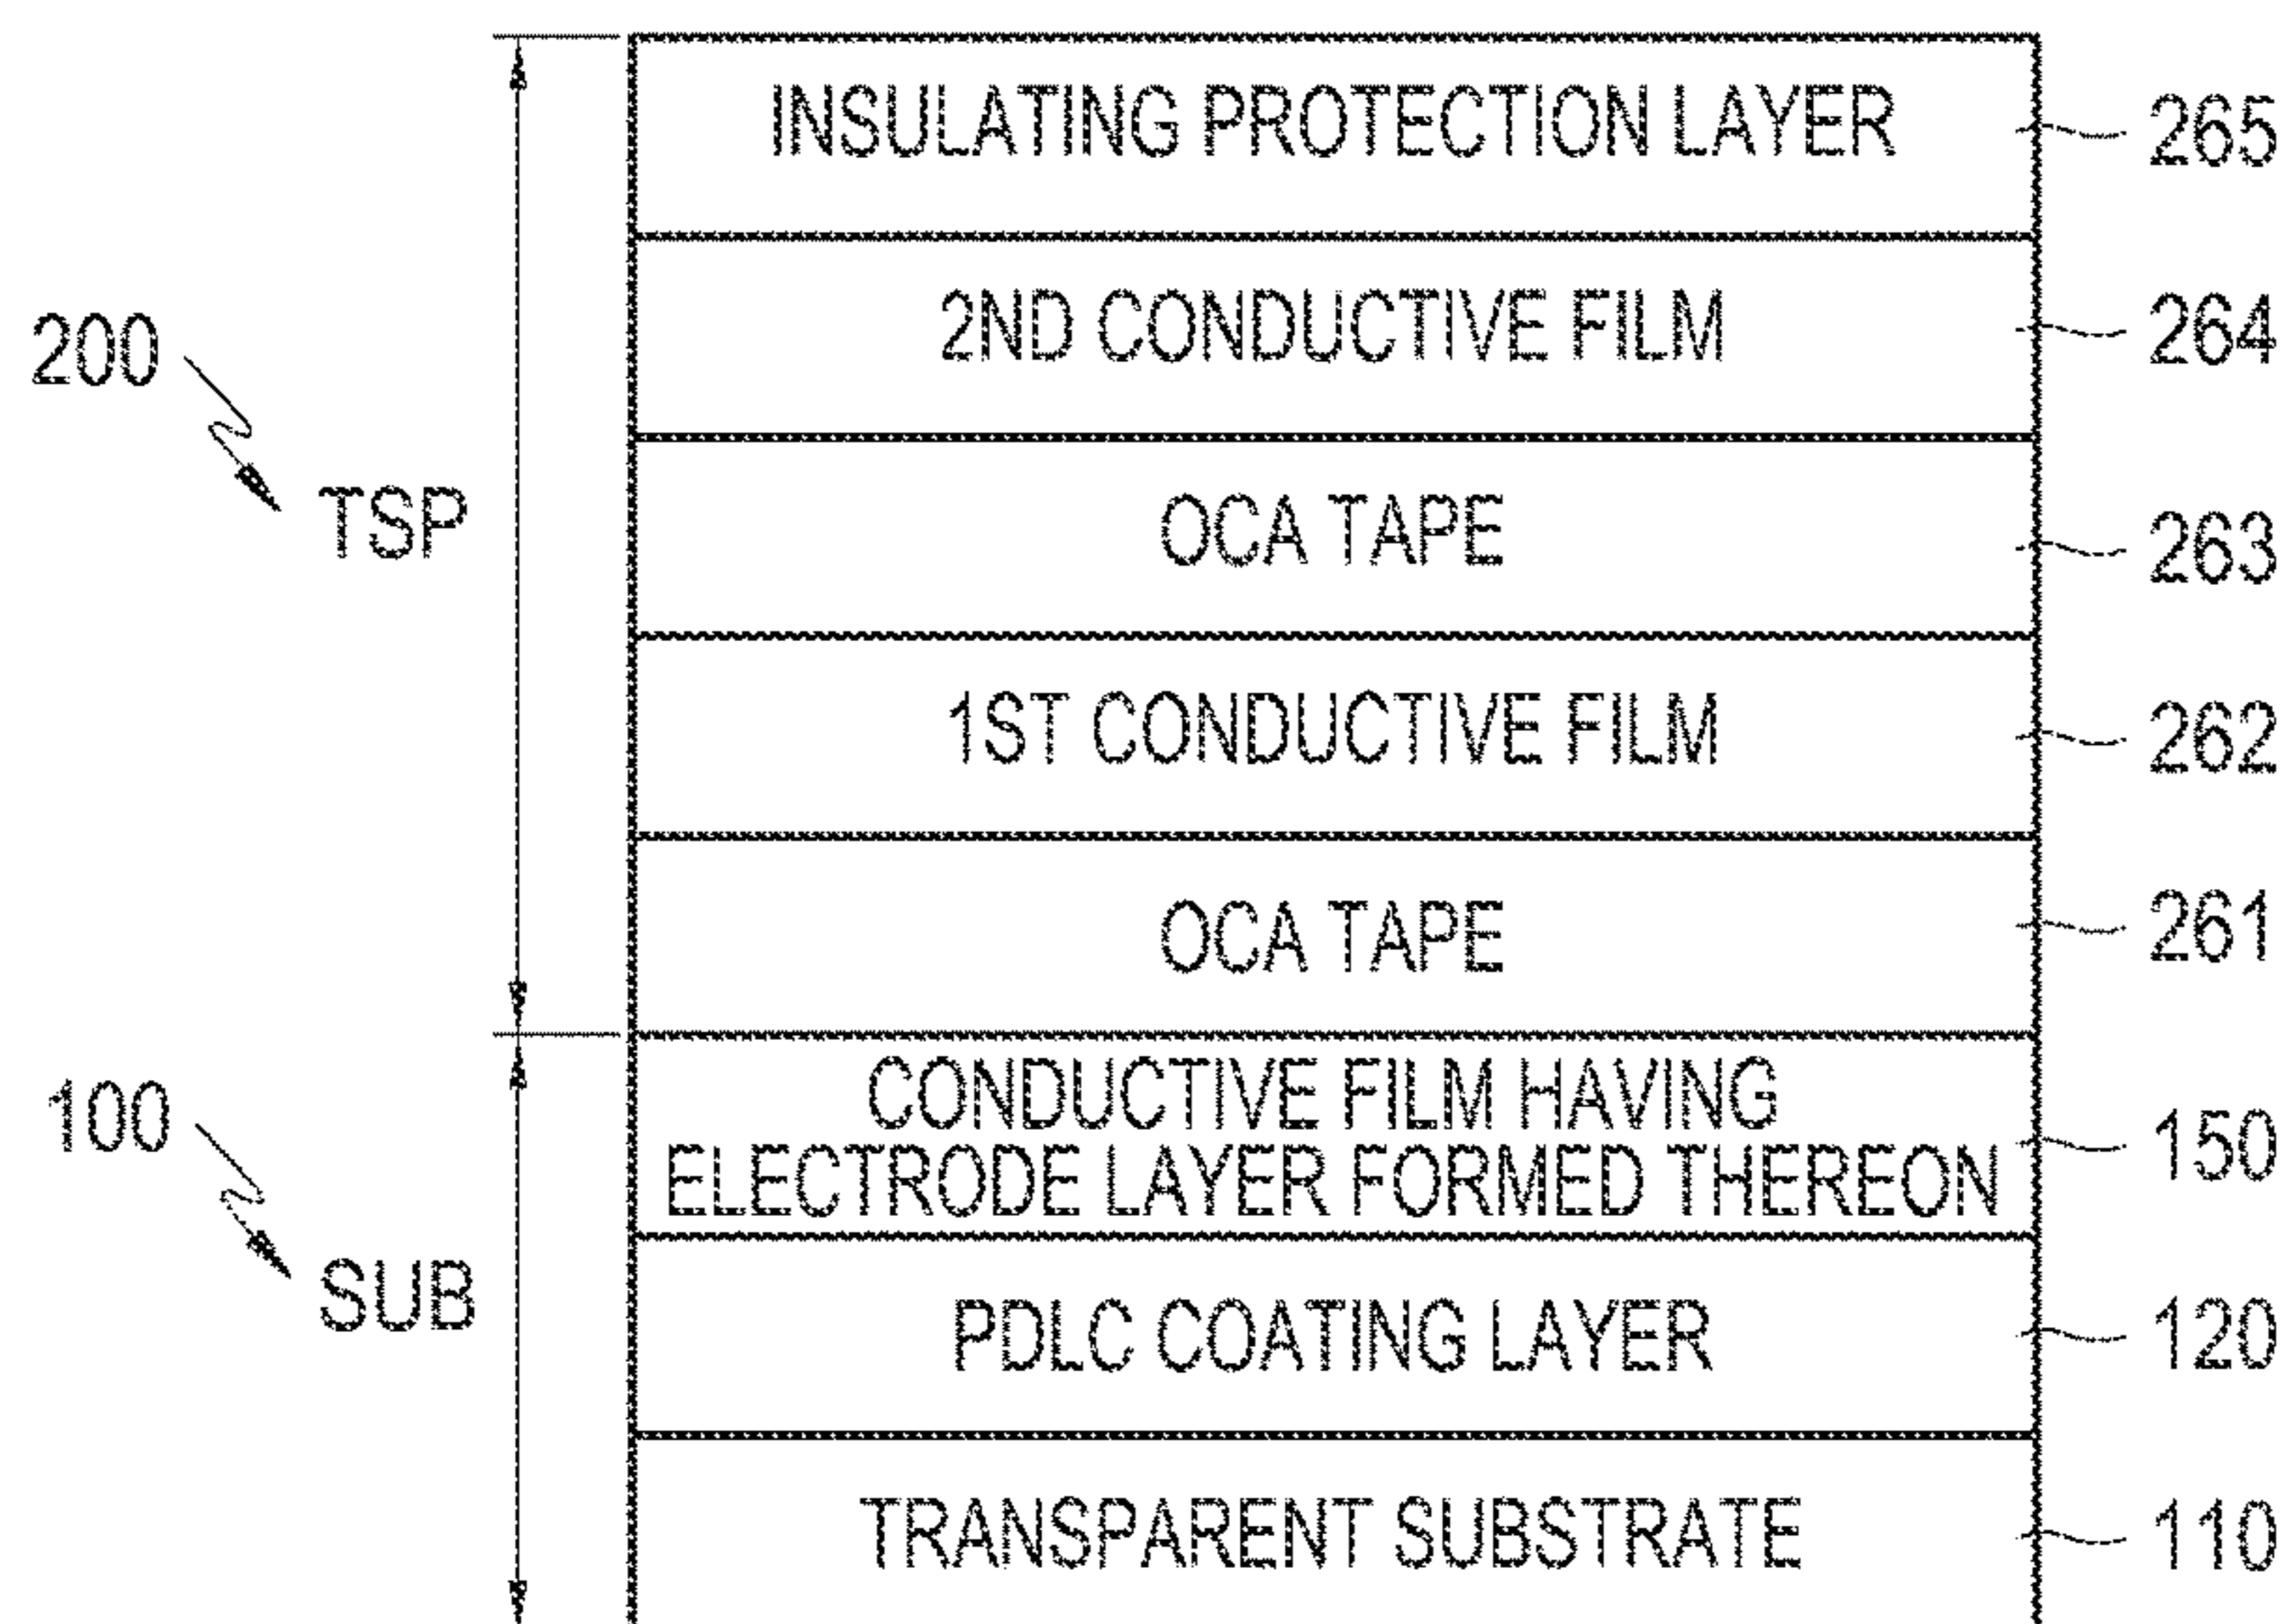 INSULATING PROTECTION LAYER
265
2ND CONDUCTIVE FILM
264
200
TSP
OCA TAPE
263
1ST CONDUCTIVE FILM
262
OCA TAPE
261
CONDUCTIVE FILM HAVING
ELECTRODE LAYER FORMED THEREON
150
100
SUB
PDLC COATING LAYER
120
TRANSPARENT SUBSTRATE
110